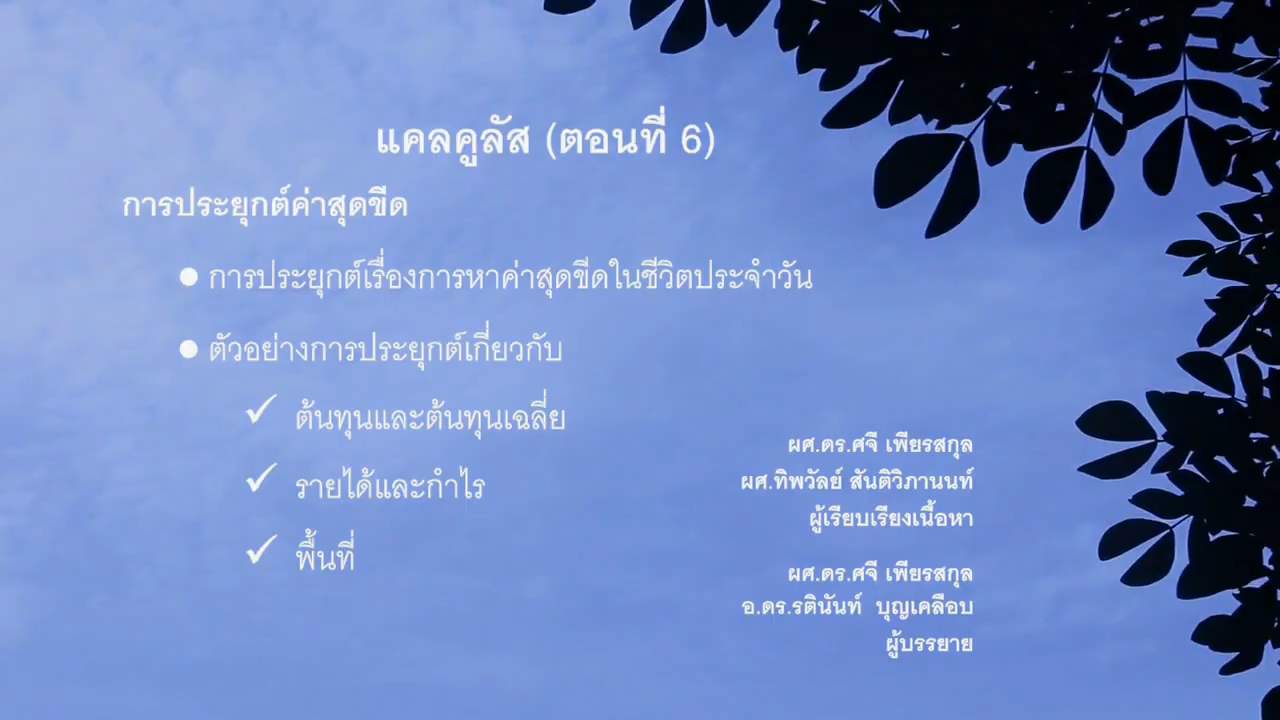 แคลคูลัส (ตอนที่ 6)
การประยุกต์ค่าสุดขีด
● การประยุกต์เรื่องการหาค่าสุดขีดในชีวิตประจำวัน
● ตัวอย่างการประยุกต์เกี่ยวกับ
✓ ต้นทุนและต้นทุนเฉลี่ย
✓ รายได้และกำไร
✓ พื้นที่
ผศ.ดร.ศจี เพียรสกุล
ผศ.ทิพวัลย์ สันติวิภานนท์
ผู้เรียบเรียงเนื้อหา
ผศ.ดร.ศจี เพียรสกุล
อ.ดร.รตินันท์ บุญเคลือบ
ผู้บรรยาย